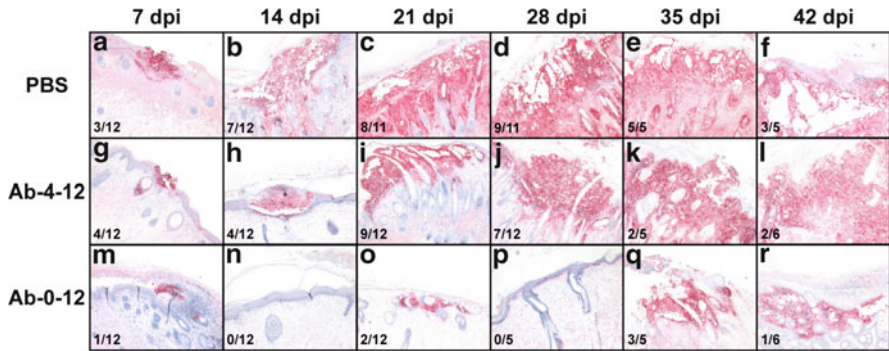 7 dpi 14 dpi 21 dpi 28 dpi 35 dpi 42 dpi
PBS
a b c d e f
3/12 7/12 8/11 9/11 5/5 3/5
Ab-4-12
g h i j k l
4/12 4/12 9/12 7/12 2/5 2/6
Ab-0-12
m n o p q r
1/12 0/12 2/12 0/5 3/5 1/6